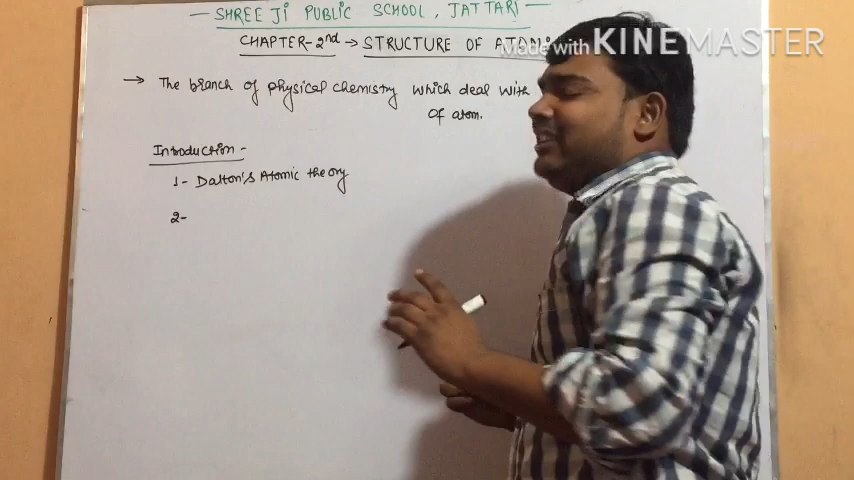 — SHREE JI PUBLIC SCHOOL, JATTARI —
CHAPTER-2nd → STRUCTURE OF ATOM
Made with KINEMASTER
→ The branch of physical chemistry which deal with
of atom.
Introduction -
1- Dalton's Atomic theory
2-